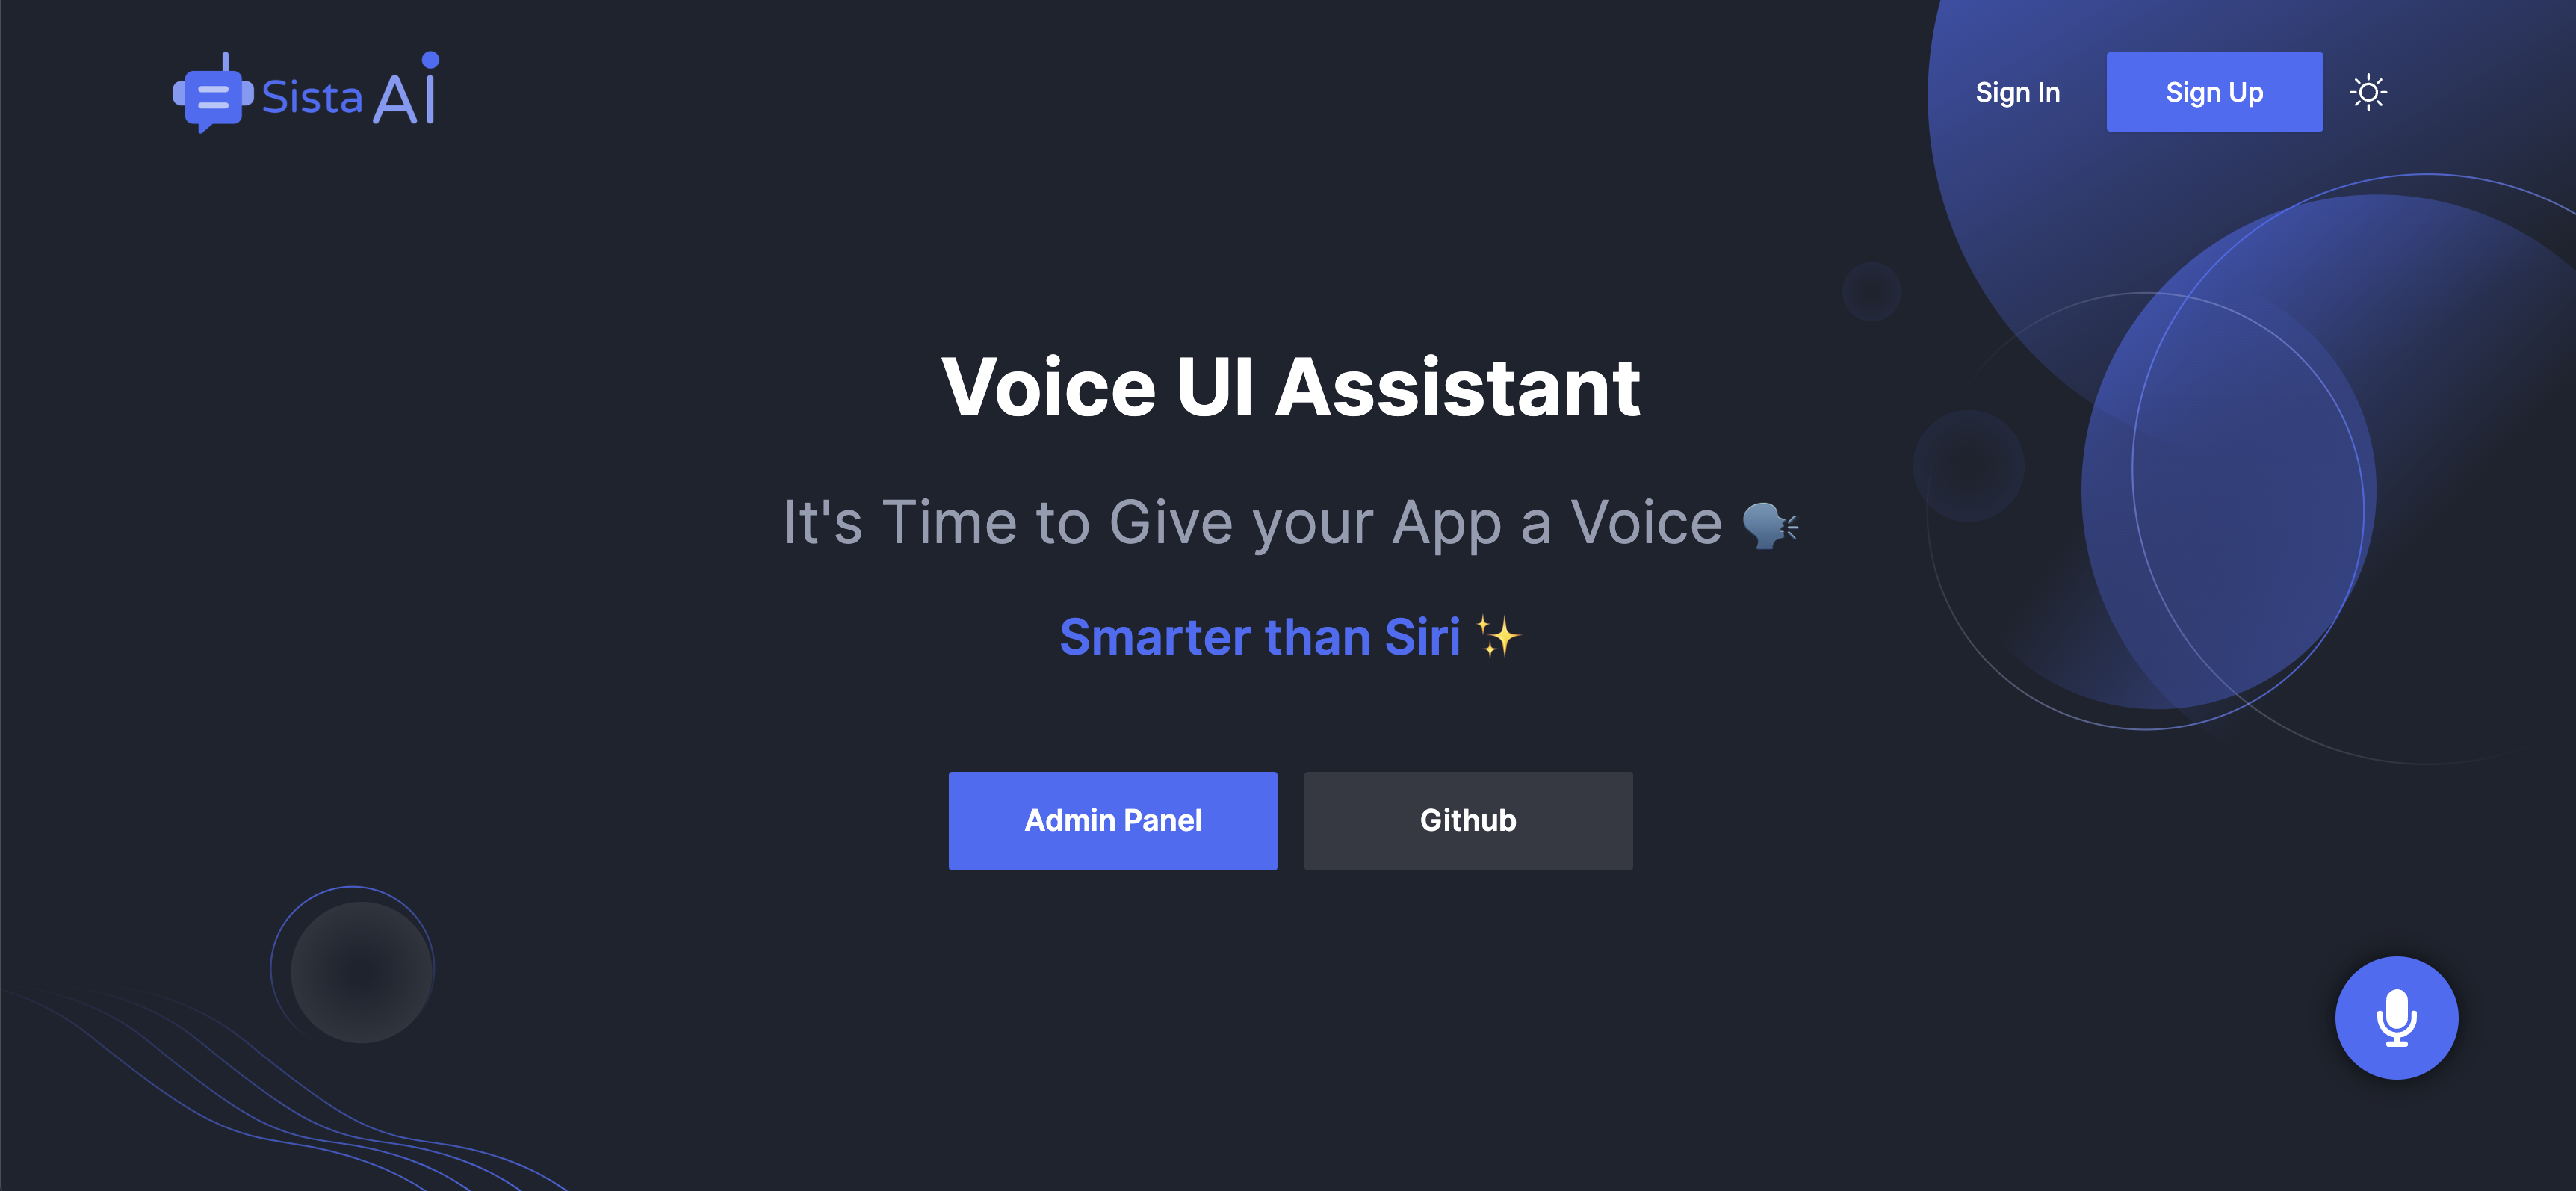 Sista Ai
Sign In
Sign Up
Voice UI Assistant
It's Time to Give your App a Voice 🗣️
Smarter than Siri ✨
Admin Panel
Github